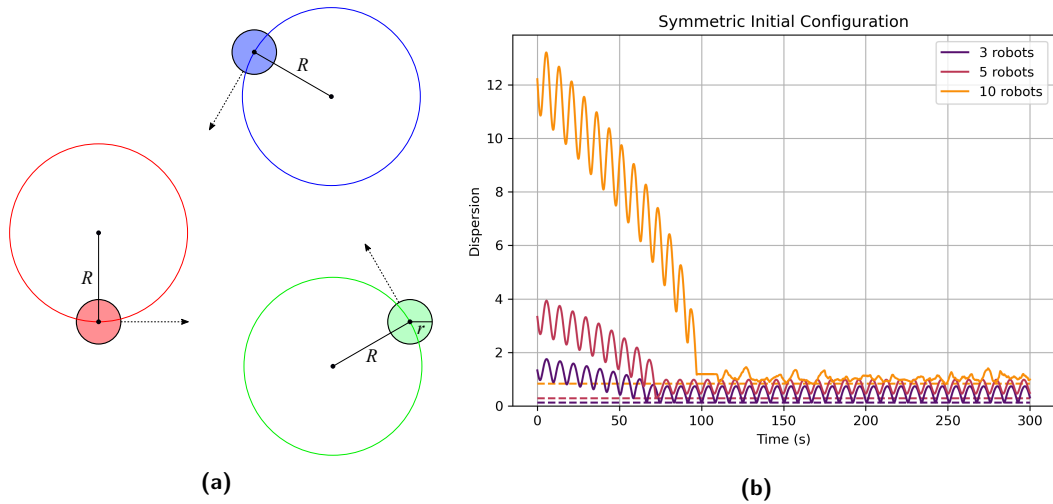 R
R
R
r
(a)
Symmetric Initial Configuration
3 robots
5 robots
10 robots
Dispersion
12
10
8
6
4
2
0
0 50 100 150 200 250 300
Time (s)
(b)